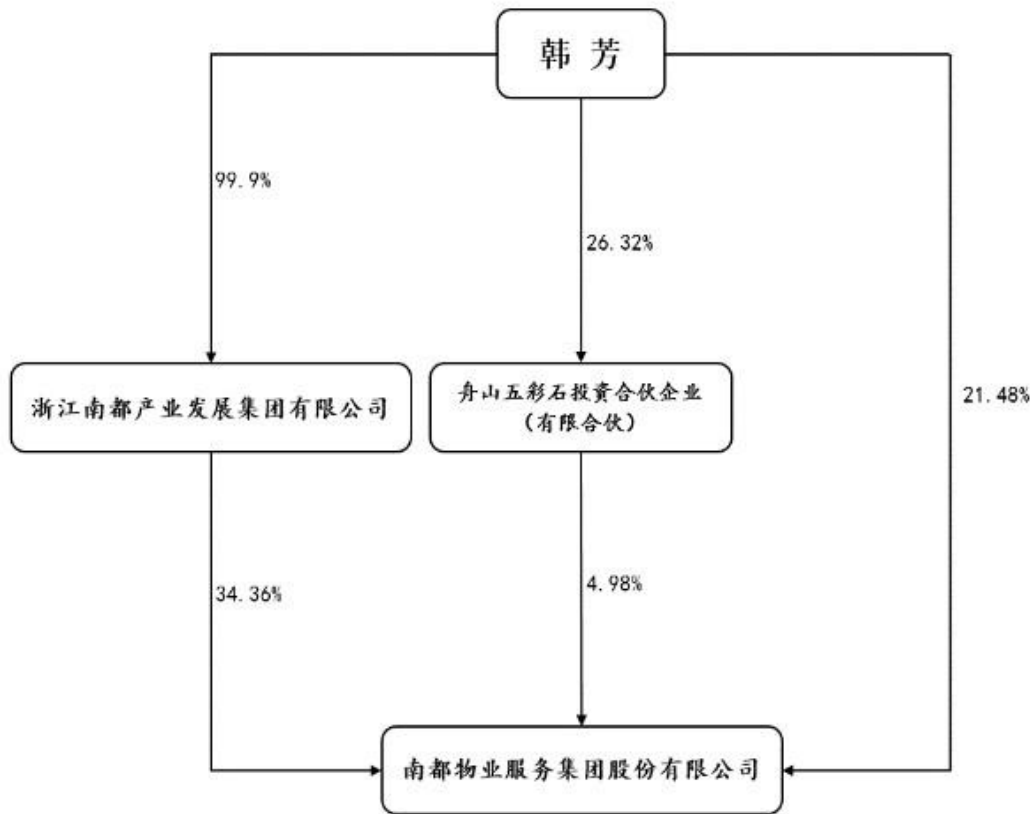 韩 芳
99.9%
26.32%
浙江南都产业发展集团有限公司
舟山五彩石投資合伙企业
(有限合伙)
21.48%
34.36%
4.98%
南都物业服务集团股份有限公司